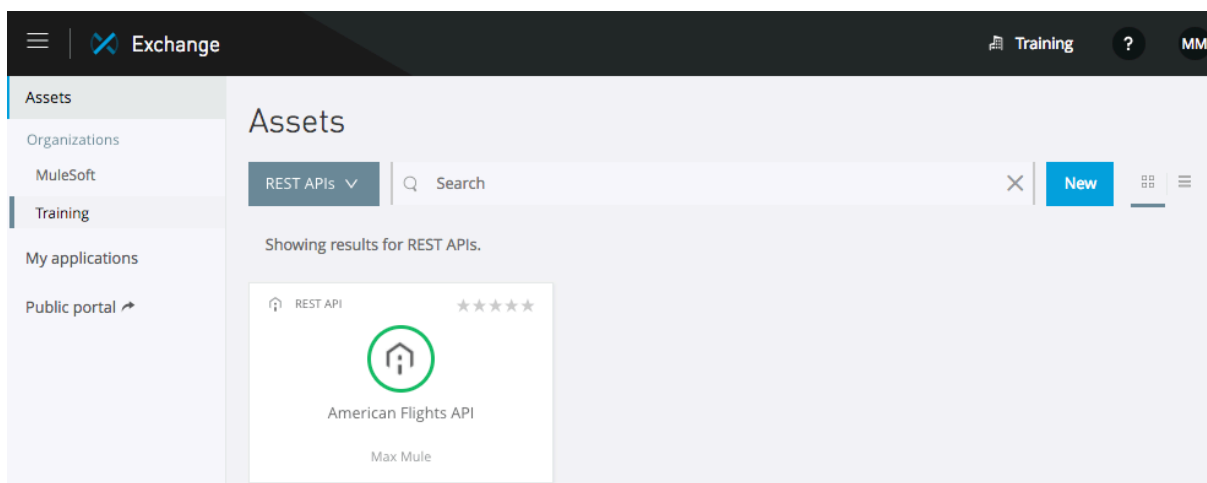 Exchange
Training
?
MM
Assets
Organizations
MuleSoft
Training
My applications
Public portal
Assets
REST APIs
Search
New
Showing results for REST APIs.
REST API
American Flights API
Max Mule